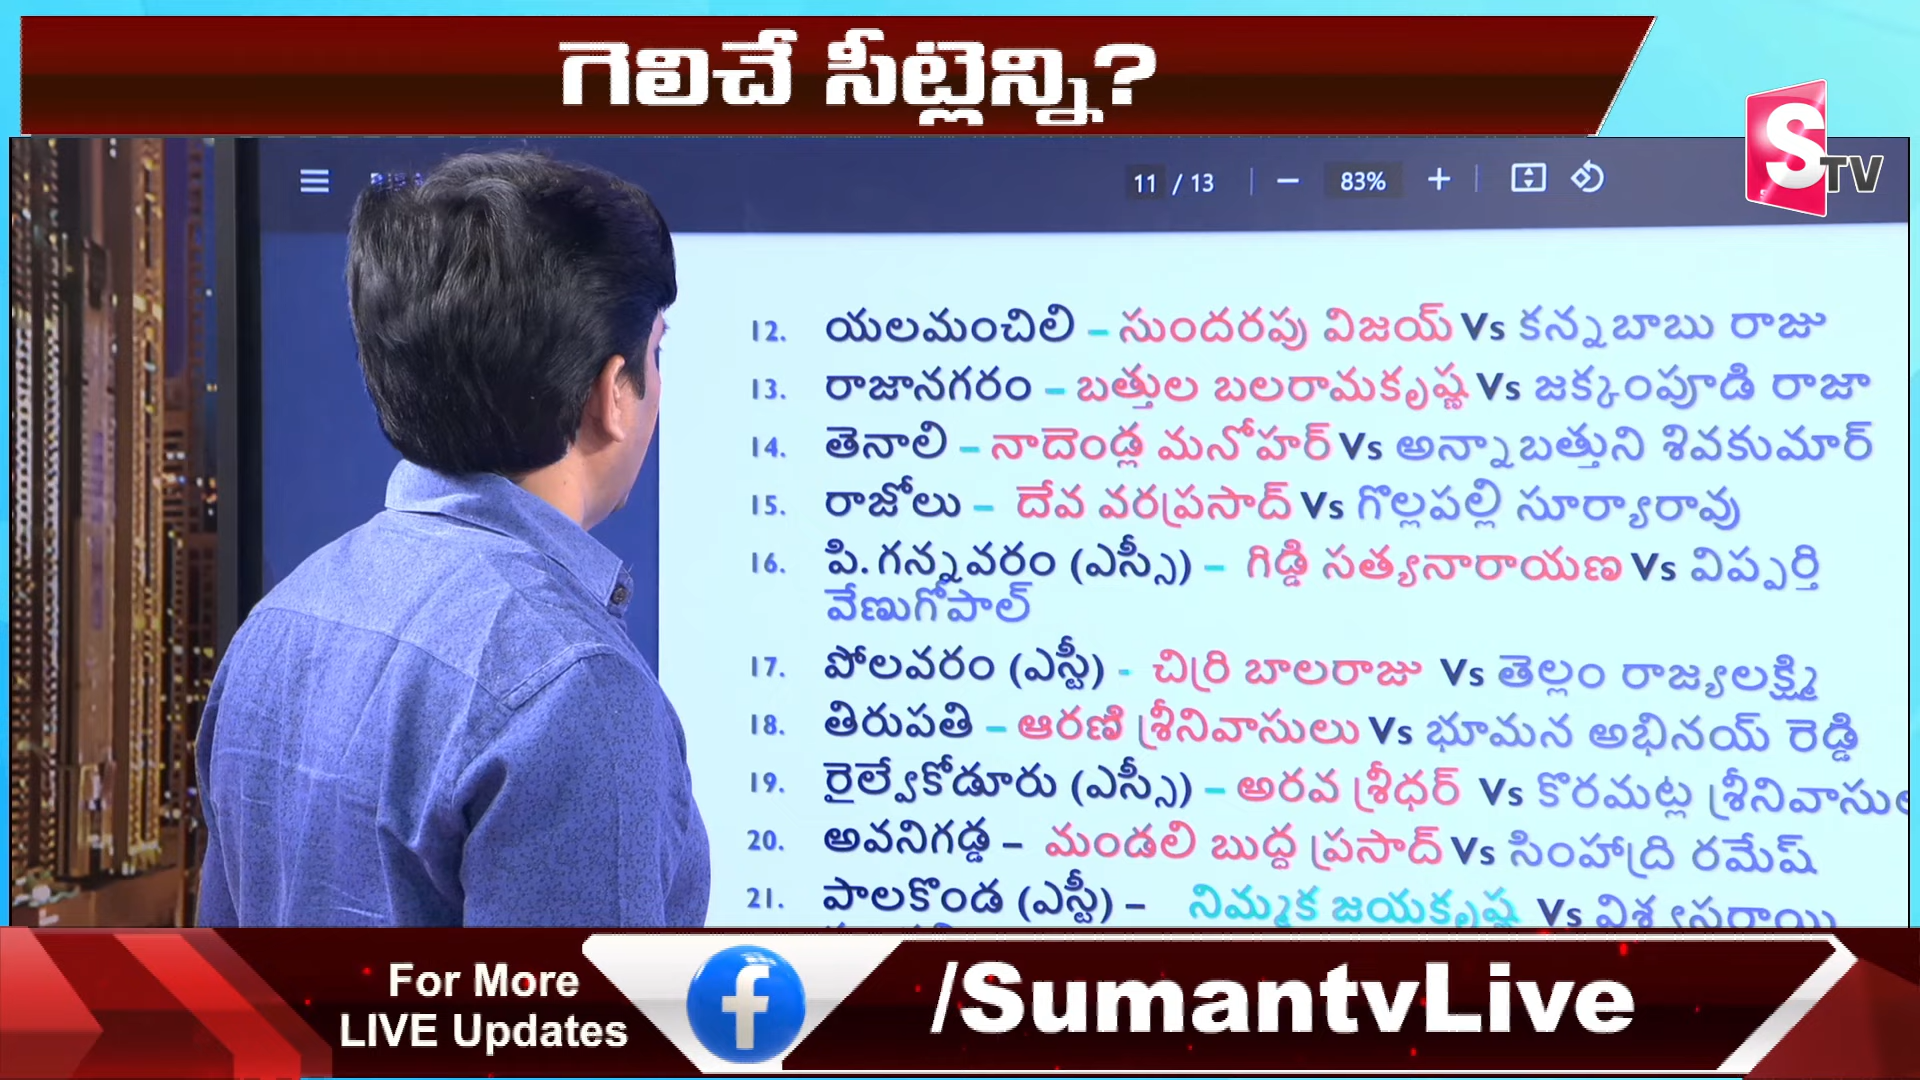 గెలిచే సీట్లెన్ని?
S TV
11 / 13 83%
12. యలమంచిలి – సుందరపు విజయ్ Vs కన్నబాబు రాజు
13. రాజానగరం – బత్తుల బలరామకృష్ణ Vs జక్కంపూడి రాజా
14. తెనాలి – నాదెండ్ల మనోహర్ Vs అన్నాబత్తుని శివకుమార్
15. రాజోలు – దేవ వరప్రసాద్ Vs గొల్లపల్లి సూర్యారావు
16. పి.గన్నవరం (ఎస్సీ) – గిడ్డి సత్యనారాయణ Vs విప్పర్తి
వేణుగోపాల్
17. పోలవరం (ఎస్టీ) - చిర్రి బాలరాజు Vs తెల్లం రాజ్యలక్ష్మి
18. తిరుపతి – ఆరణి శ్రీనివాసులు Vs భూమన అభినయ్ రెడ్డి
19. రైల్వేకోడూరు (ఎస్సీ) – అరవ శ్రీధర్ Vs కొరముట్ల
20. అవనిగడ్డ – మండలి బుద్ధ ప్రసాద్ Vs సింహాద్రి రమేష్
21. పాలకొండ (ఎస్టీ) – నిమ్మక జయకృష్ణ Vs
For More
LIVE Updates
f /SumantvLive